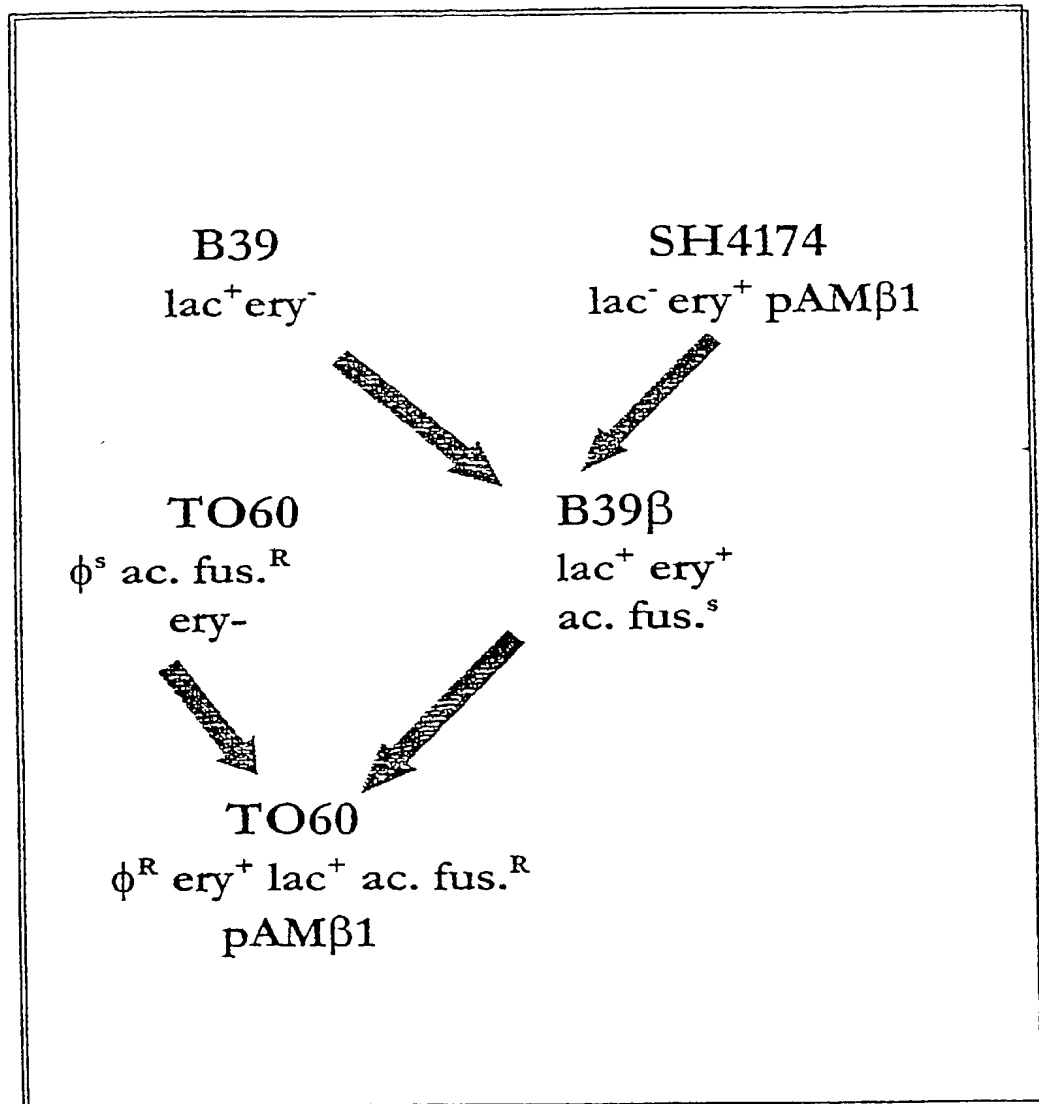 B39
lac⁺ery⁻
SH4174
lac⁻ ery⁺ pAMβ1
TO60
ϕˢ ac. fus.ᴿ
ery-
B39β
lac⁺ ery⁺
ac. fus.ˢ
TO60
ϕᴿ ery⁺ lac⁺ ac. fus.ᴿ
pAMβ1